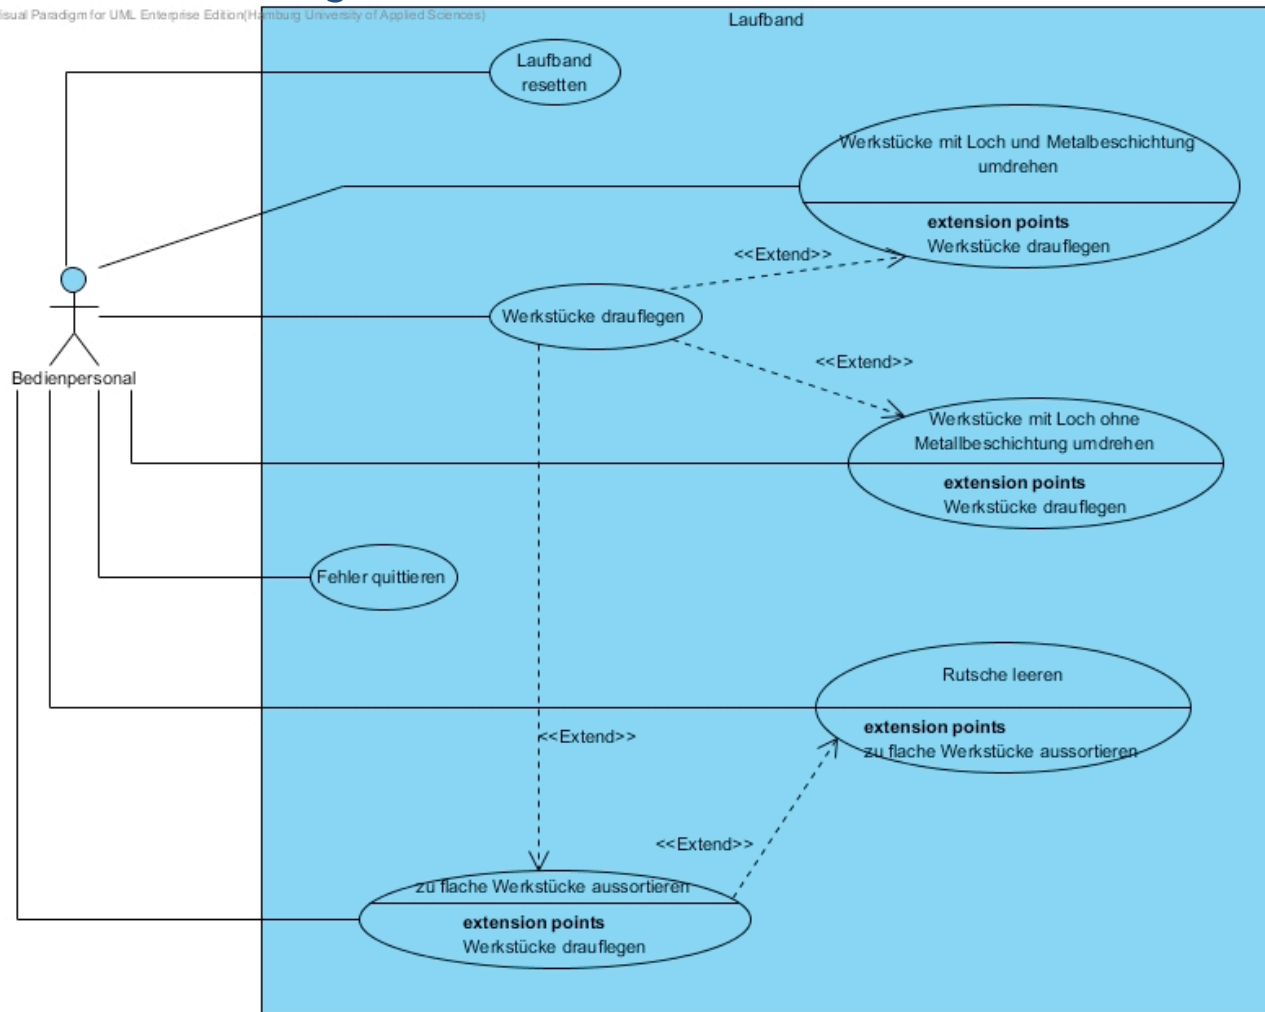 isual Paradigm for UML Enterprise Edition(Hamburg University of Applied Sciences)
Laufband
Laufband
resetten
Werkstücke mit Loch und Metalbeschichtung
umdrehen
extension points
Werkstücke drauflegen
<<Extend>>
Werkstücke drauflegen
<<Extend>>
Bedienpersonal
Werkstücke mit Loch ohne
Metallbeschichtung umdrehen
extension points
Werkstücke drauflegen
Fehler quittieren
Rutsche leeren
extension points
zu flache Werkstücke aussortieren
<<Extend>>
<<Extend>>
zu flache Werkstücke aussortieren
extension points
Werkstücke drauflegen